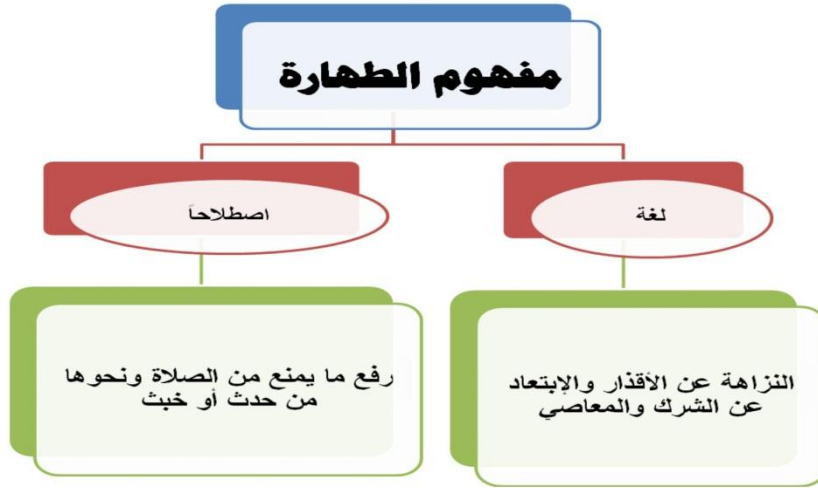 مفهوم الطهارة
لغة
اصطلاحاً
النزاهة عن الأقذار والإبتعاد
عن الشرك والمعاصي
رفع ما يمنع من الصلاة ونحوها
من حدث أو خبث